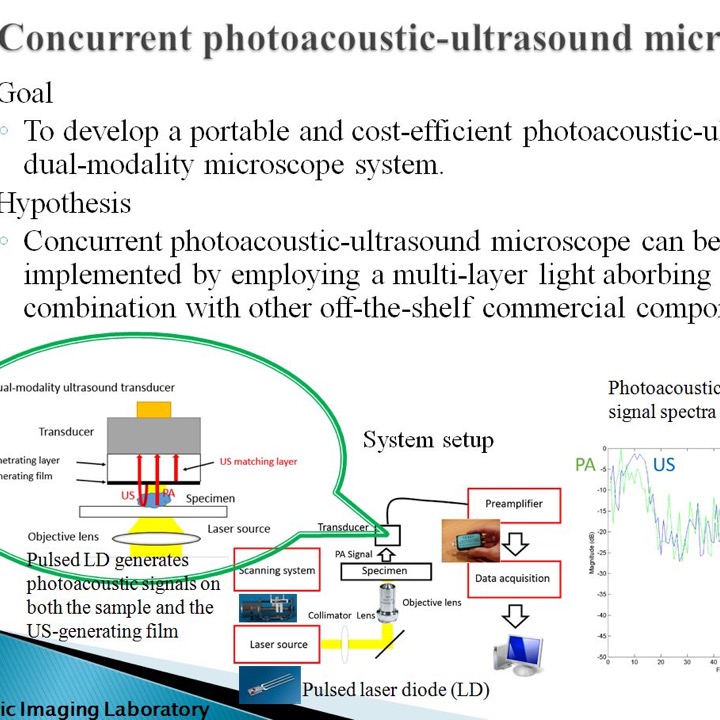 Concurrent photoacoustic-ultrasound micr
Goal
To develop a portable and cost-efficient photoacoustic-u
dual-modality microscope system.
Hypothesis
Concurrent photoacoustic-ultrasound microscope can be
implemented by employing a multi-layer light aborbing
combination with other off-the-shelf commercial compo
ual-modality ultrasound transducer
Transducer
netrating layer
nerating film
US matching layer
US
PA
Specimen
Laser source
Objective lens
Pulsed LD generates
photoacoustic signals on
both the sample and the
US-generating film
System setup
Transducer
PA Signal
Specimen
Scanning system
Objective lens
Collimator Lens
Laser source
Pulsed laser diode (LD)
Preamplifier
Data acquisition
Photoacoustic
signal spectra
PA
US
Magnitude (dB)
0
-5
-10
-15
-20
-25
-30
-35
-40
-45
-50
0 10 20 30 40
F
ic Imaging Laboratory